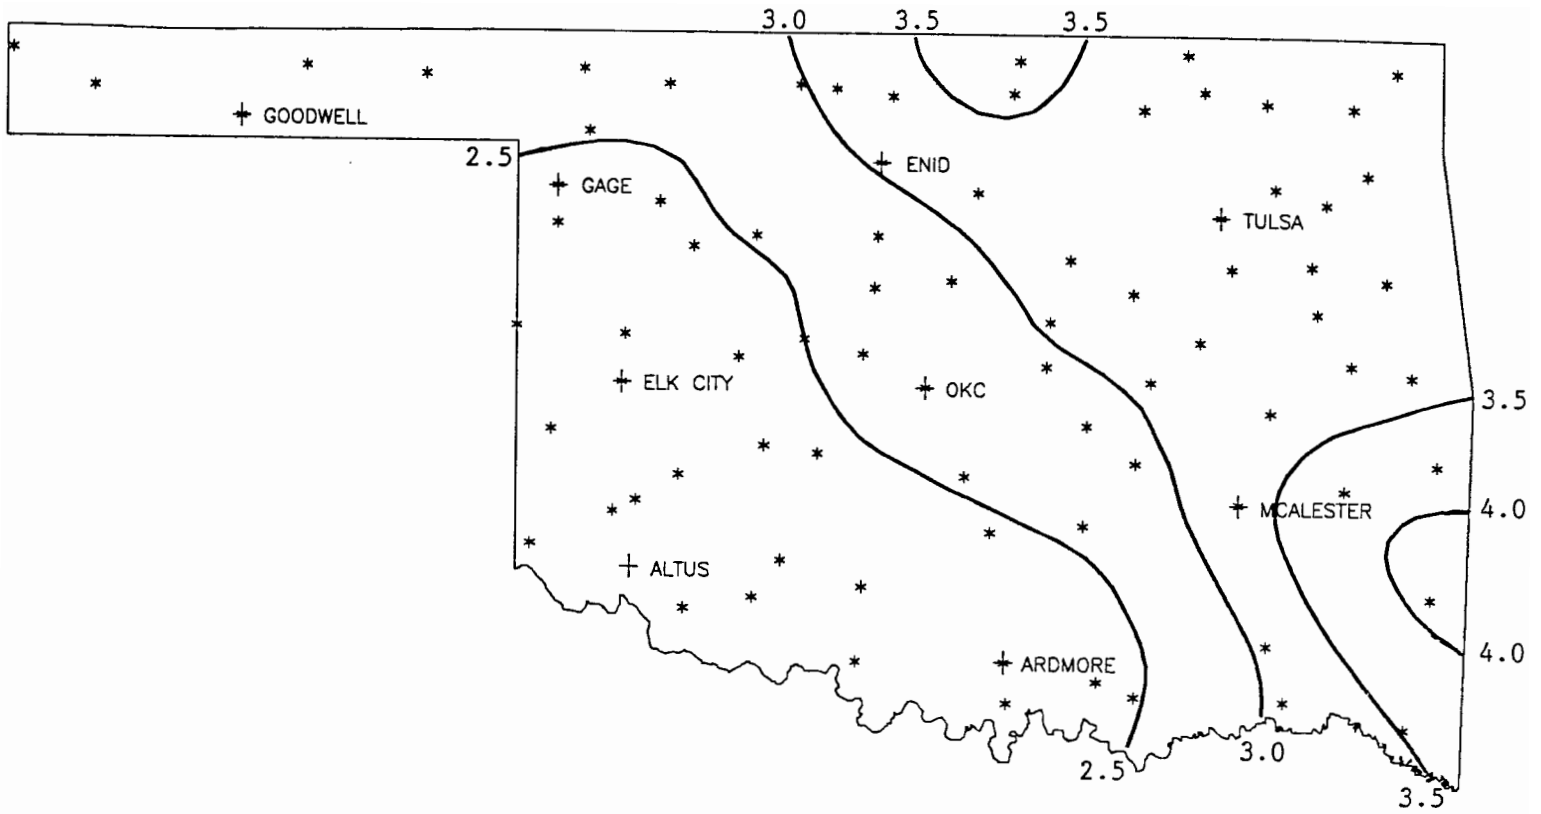 3.0 3.5 3.5
GOODWELL
2.5
ENID
GAGE
TULSA
ELK CITY
OKC
3.5
MCALESTER
4.0
ALTUS
4.0
ARDMORE
3.0
2.5
3.5